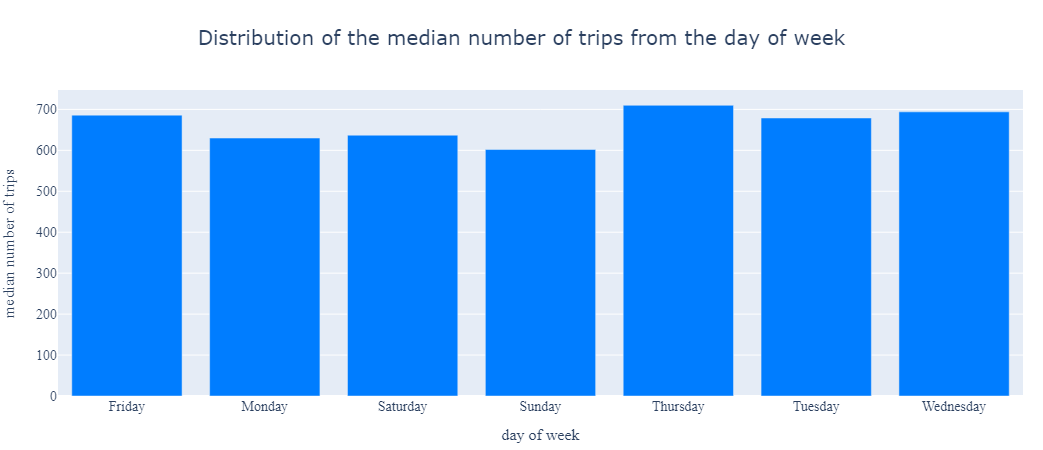 Distribution of the median number of trips from the day of week
median number of trips
700
600
500
400
300
200
100
0
Friday
Monday
Saturday
Sunday
Thursday
Tuesday
Wednesday
day of week